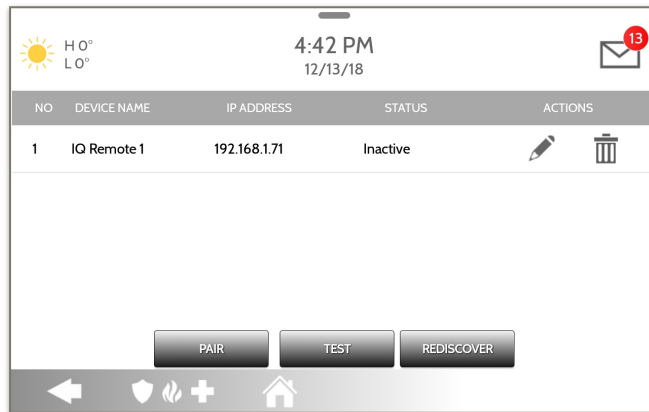 H 0°
L 0°
4:42 PM
12/13/18
13
NO DEVICE NAME IP ADDRESS STATUS ACTIONS
1 IQ Remote 1 192.168.1.71 Inactive
PAIR TEST REDISCOVER